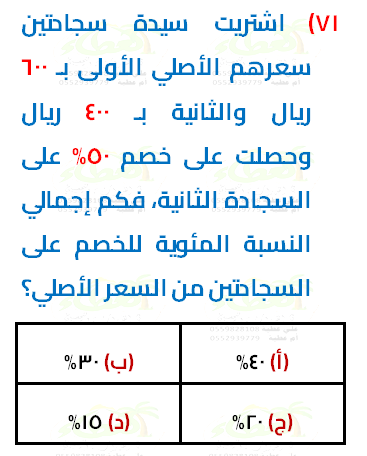 ٧١) اشتريت سيدة سجادتين
سعرهم الأصلي الأولى بـ ٦٠٠
ريال والثانية بـ ٤٠٠ ريال
وحصلت على خصم ٥٠% على
السجادة الثانية، فكم إجمالي
النسبة المئوية للخصم على
السجادتين من السعر الأصلي؟
(أ) ٤٠%
(ب) ٣٠%
(ج) ٢٠%
(د) ١٥%